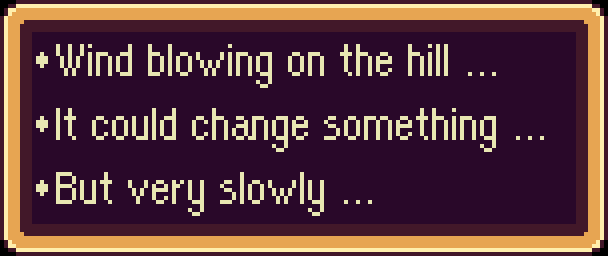 •Wind blowing on the hill ...
•It could change something ...
•But very slowly ...